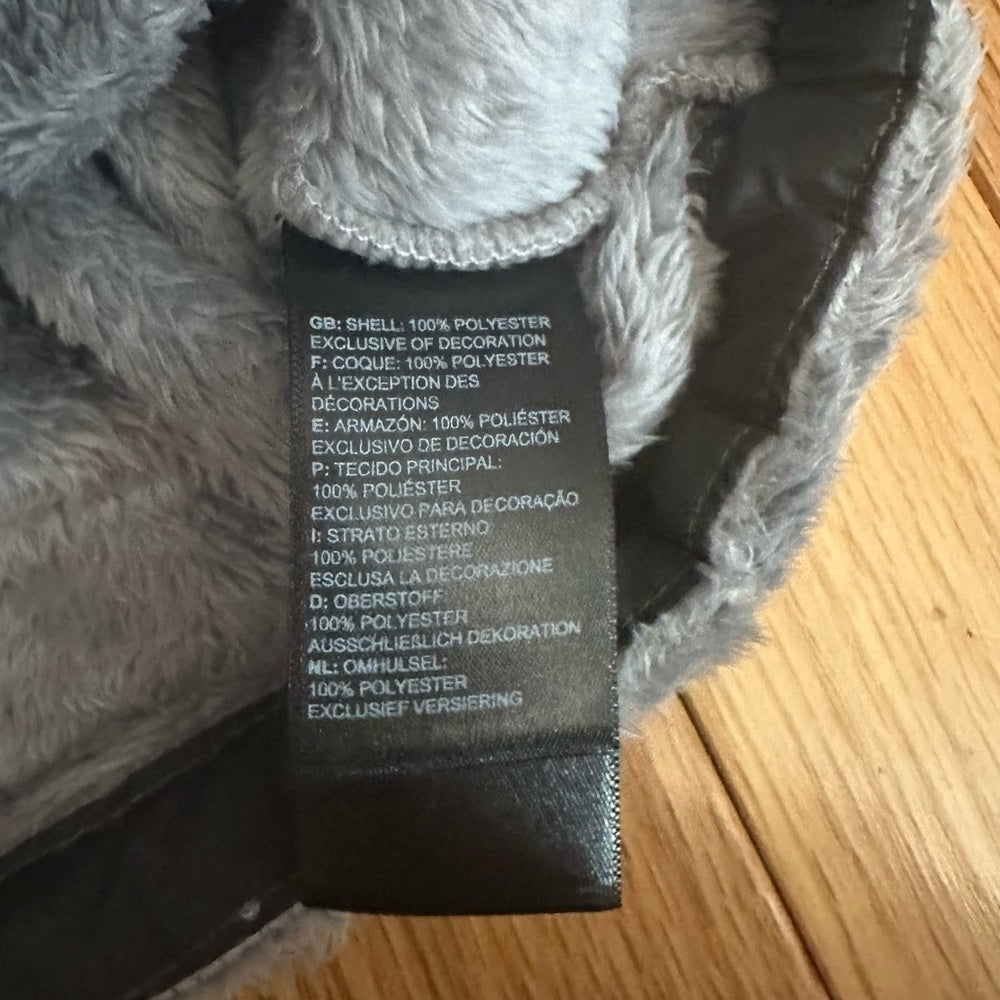 GB: SHELL: 100% POLYESTER
EXCLUSIVE OF DECORATION
F: COQUE: 100% POLYESTER
À L'EXCEPTION DES
DÉCORATIONS
E: ARMAZÓN: 100% POLIÉSTER
EXCLUSIVO DE DECORACIÓN
P: TECIDO PRINCIPAL:
100% POLIÉSTER
EXCLUSIVO PARA DECORAÇÃO
I: STRATO ESTERNO
100% POLIESTERE
ESCLUSA LA DECORAZIONE
D: OBERSTOFF
100% POLYESTER
AUSSCHLIEßLICH DEKORATION
NL: OMHULSEL:
100% POLYESTER
EXCLUSIEF VERSIERING